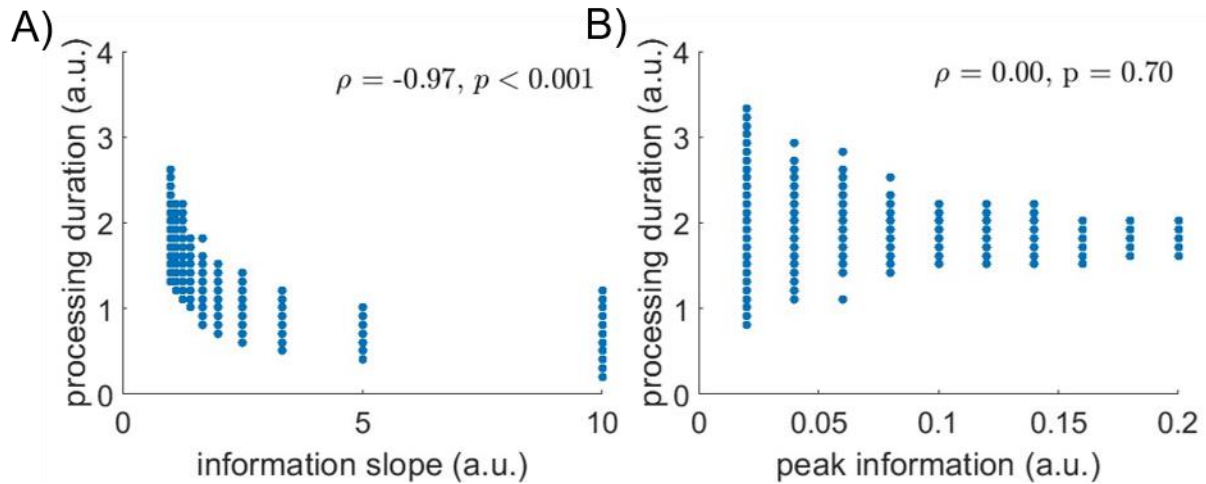 A)
processing duration (a.u.)
4
3
2
1
0
ρ = -0.97, p < 0.001
0
5
10
information slope (a.u.)
B)
processing duration (a.u.)
4
3
2
1
0
ρ = 0.00, p = 0.70
0
0.05
0.1
0.15
0.2
peak information (a.u.)